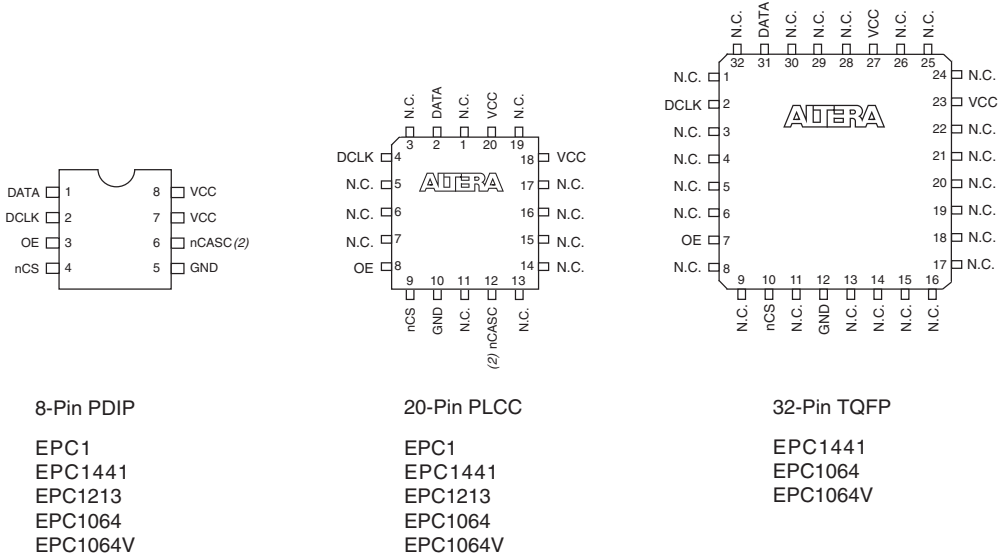 DATA 1 8 VCC
DCLK 2 7 VCC
OE 3 6 nCASC (2)
nCS 4 5 GND
8-Pin PDIP
EPC1
EPC1441
EPC1213
EPC1064
EPC1064V
N.C. DATA N.C. VCC N.C.
3 2 1 20 19
DCLK 4 18 VCC
N.C. 5 ALTERA 17 N.C.
N.C. 6 16 N.C.
N.C. 7 15 N.C.
OE 8 14 N.C.
9 10 11 12 13
nCS GND N.C. (2) nCASC N.C.
20-Pin PLCC
EPC1
EPC1441
EPC1213
EPC1064
EPC1064V
N.C. DATA N.C. N.C. N.C. VCC N.C. N.C.
32 31 30 29 28 27 26 25
N.C. 1 24 N.C.
DCLK 2 ALTERA 23 VCC
N.C. 3 22 N.C.
N.C. 4 21 N.C.
N.C. 5 20 N.C.
N.C. 6 19 N.C.
OE 7 18 N.C.
N.C. 8 17 N.C.
9 10 11 12 13 14 15 16
N.C. nCS N.C. GND N.C. N.C. N.C. N.C.
32-Pin TQFP
EPC1441
EPC1064
EPC1064V